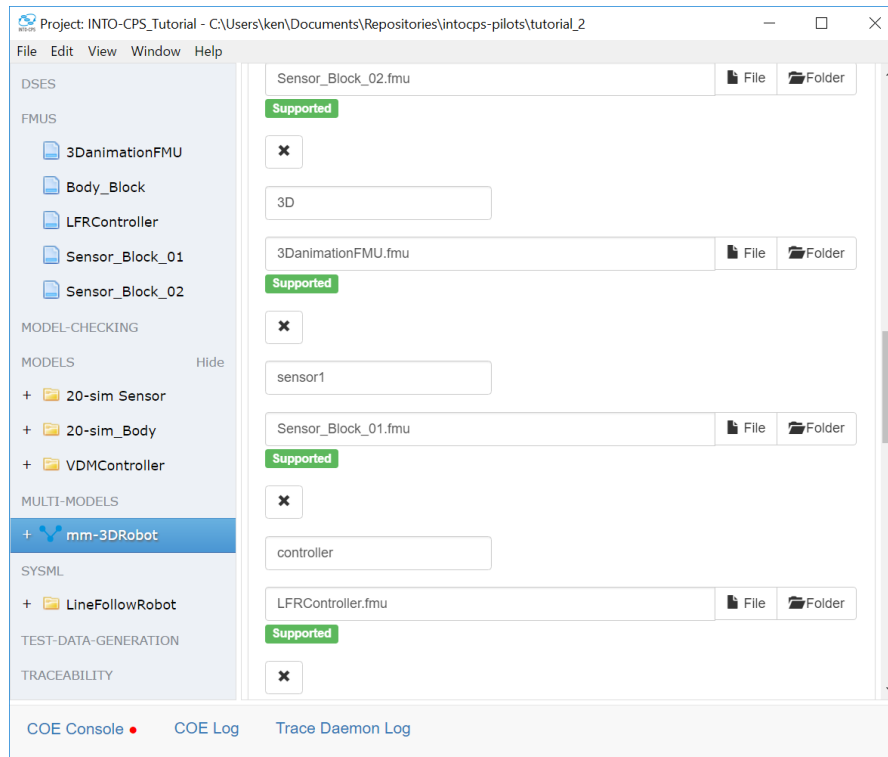 Project: INTO-CPS_Tutorial - C:\Users\ken\Documents\Repositories\intocps-pilots\tutorial_2
File Edit View Window Help
DSES
FMUS
3DanimationFMU
Body_Block
LFRController
Sensor_Block_01
Sensor_Block_02
MODEL-CHECKING
MODELS Hide
+ 20-sim Sensor
+ 20-sim_Body
+ VDMController
MULTI-MODELS
+ mm-3DRobot
SYSML
+ LineFollowRobot
TEST-DATA-GENERATION
TRACEABILITY
Sensor_Block_02.fmu File Folder
Supported
3D
3DanimationFMU.fmu File Folder
Supported
sensor1
Sensor_Block_01.fmu File Folder
Supported
controller
LFRController.fmu File Folder
Supported
COE Console COE Log Trace Daemon Log